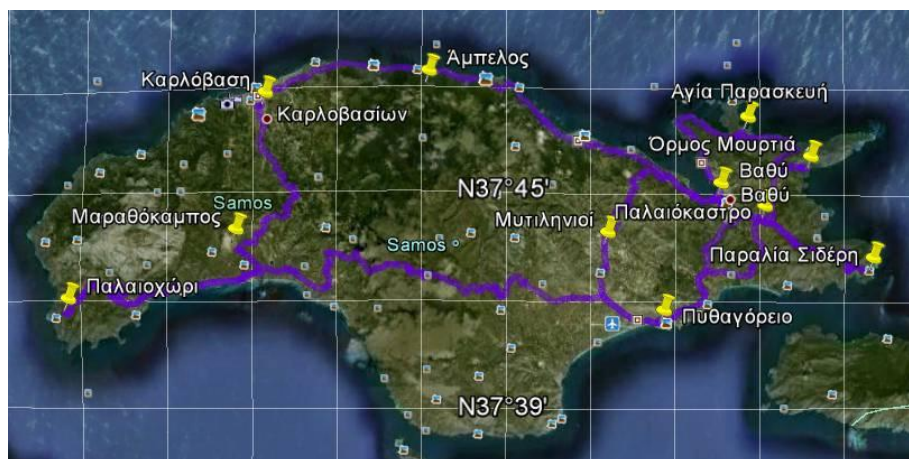 Άμπελος
Καρλόβαση
Αγία Παρασκευή
Καρλοβασίων
Όρμος Μουρτιά
Βαθύ
N37°45'
Βαθύ
Samos
Μαραθόκαμπος
Μυτιληνιοί
Παλαιόκαστρο
Samos
Παραλία Σιδέρη
Παλαιοχώρι
Πυθαγόρειο
N37°39'